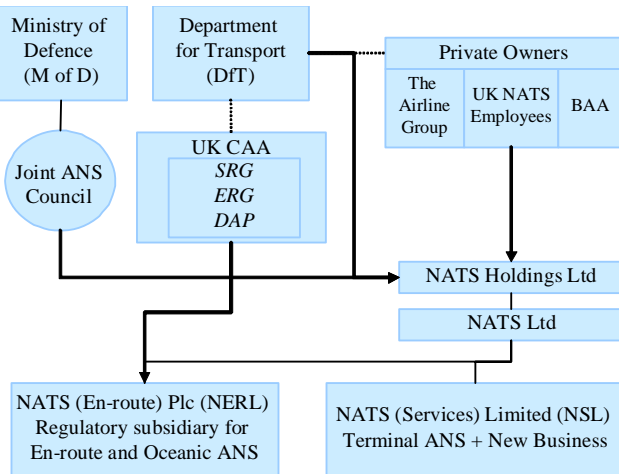 Ministry of
Defence
(M of D)
Department
for Transport
(DfT)
Private Owners
The
Airline
Group
UK NATS
Employees
BAA
Joint ANS
Council
UK CAA
SRG
ERG
DAP
NATS Holdings Ltd
NATS Ltd
NATS (En-route) Plc (NERL)
Regulatory subsidiary for
En-route and Oceanic ANS
NATS (Services) Limited (NSL)
Terminal ANS + New Business